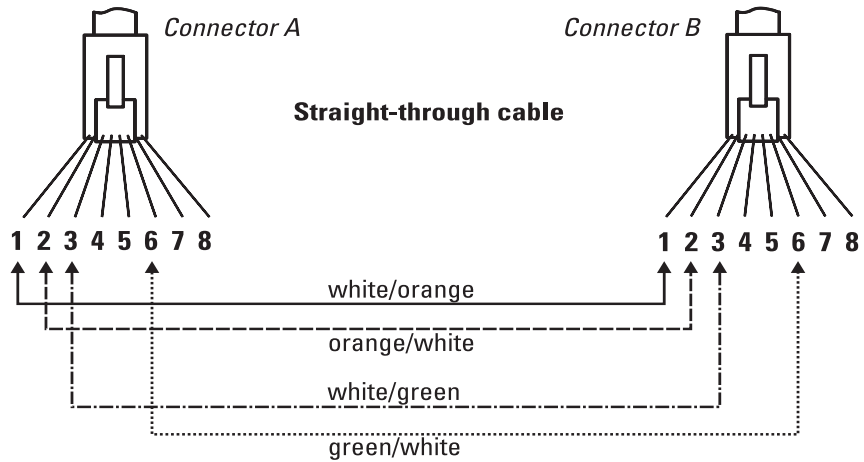 Connector A
Connector B
Straight-through cable
1 2 3 4 5 6 7 8
1 2 3 4 5 6 7 8
white/orange
orange/white
white/green
green/white